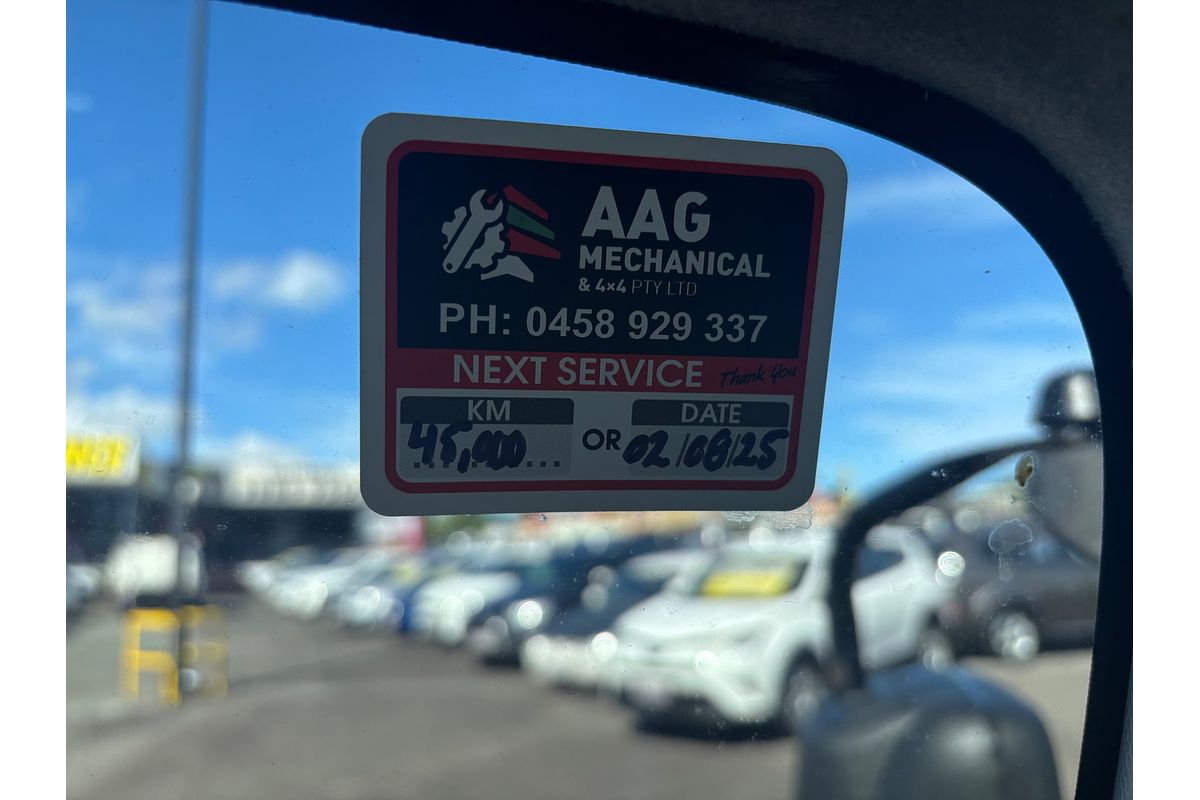 AAG
MECHANICAL
& 4x4 PTY LTD
PH: 0458 929 337
NEXT SERVICE Thank You
KM DATE
45,000 OR 02/08/25